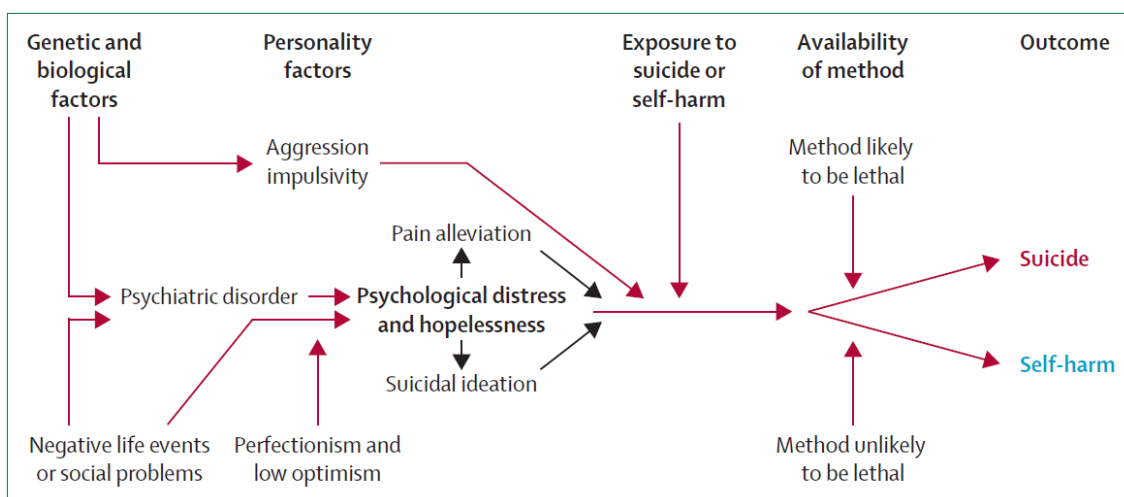 Genetic and
biological
factors
Personality
factors
Exposure to
suicide or
self-harm
Availability
of method
Outcome
Aggression
impulsivity
Method likely
to be lethal
Pain alleviation
Suicide
Psychiatric disorder
Psychological distress
and hopelessness
Self-harm
Suicidal ideation
Negative life events
or social problems
Perfectionism and
low optimism
Method unlikely
to be lethal